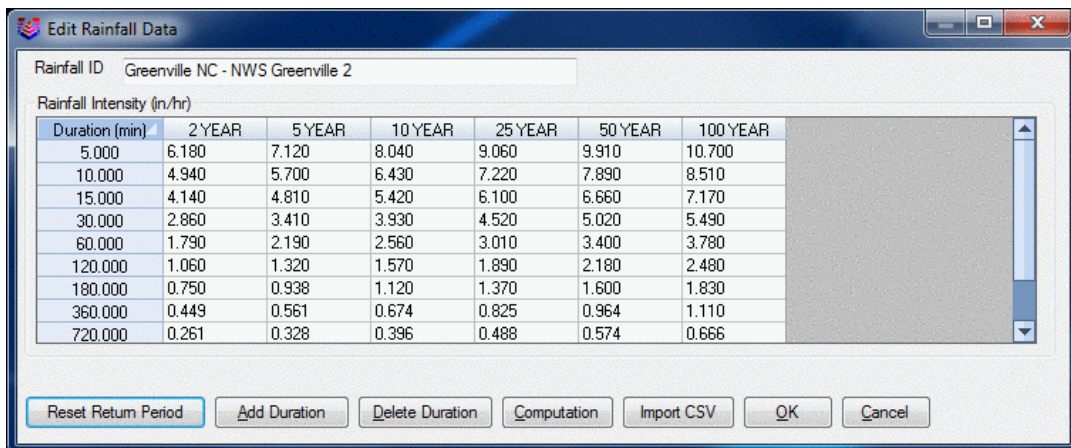 Edit Rainfall Data
Rainfall ID Greenville NC - NWS Greenville 2
Rainfall Intensity (in/hr)
Duration (min) 2 YEAR 5 YEAR 10 YEAR 25 YEAR 50 YEAR 100 YEAR
5.000 6.180 7.120 8.040 9.060 9.910 10.700
10.000 4.940 5.700 6.430 7.220 7.890 8.510
15.000 4.140 4.810 5.420 6.100 6.660 7.170
30.000 2.860 3.410 3.930 4.520 5.020 5.490
60.000 1.790 2.190 2.560 3.010 3.400 3.780
120.000 1.060 1.320 1.570 1.890 2.180 2.480
180.000 0.750 0.938 1.120 1.370 1.600 1.830
360.000 0.449 0.561 0.674 0.825 0.964 1.110
720.000 0.261 0.328 0.396 0.488 0.574 0.666
Reset Return Period Add Duration Delete Duration Computation Import CSV OK Cancel